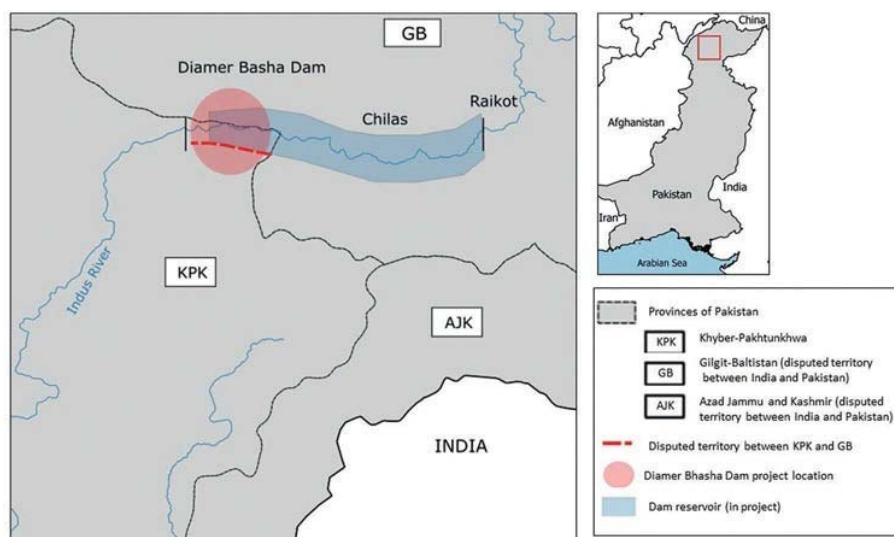 GB
Diamer Basha Dam
Chilas
Raikot
Indus River
KPK
AJK
INDIA
China
Afghanistan
Pakistan
India
Iran
Arabian Sea
Provinces of Pakistan
KPK
Khyber-Pakhtunkhwa
GB
Gilgit-Baltistan (disputed territory
between India and Pakistan)
AJK
Azad Jammu and Kashmir (disputed
territory between India and Pakistan)
Disputed territory between KPK and GB
Diamer Bhasha Dam project location
Dam reservoir (in project)